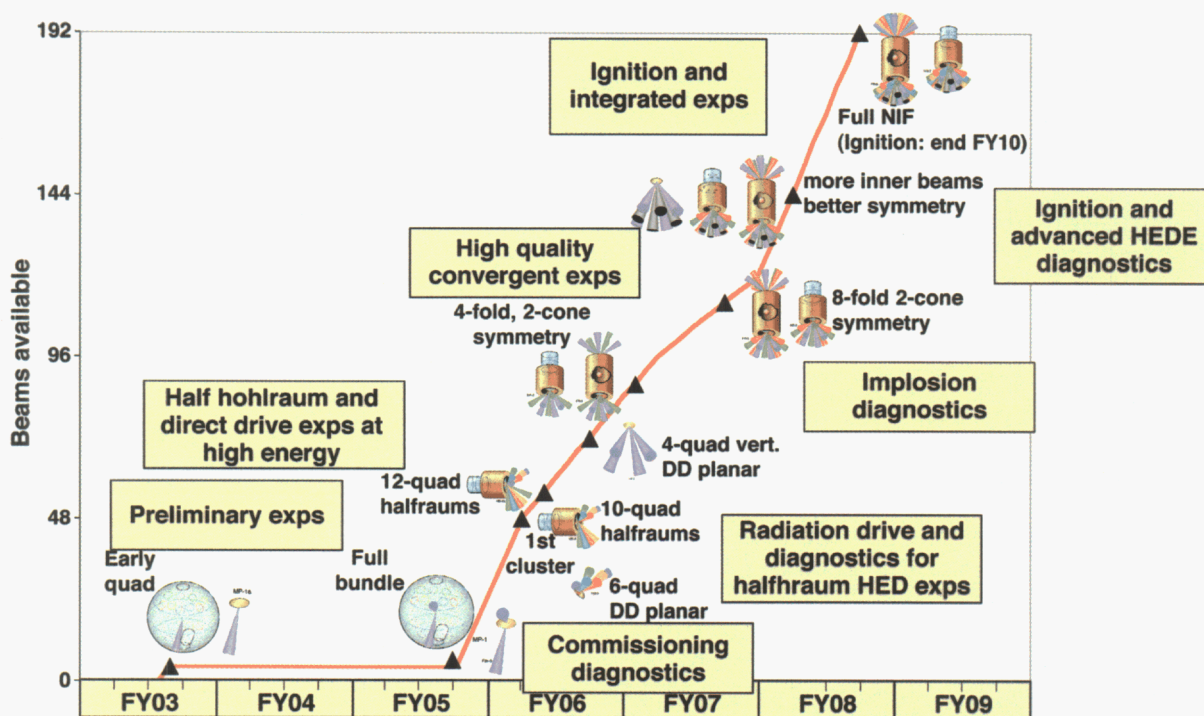 192
144
96
48
0
Beams available
Ignition and
integrated exps
Full NIF
(Ignition: end FY10)
more inner beams
better symmetry
Ignition and
advanced HEDE
diagnostics
High quality
convergent exps
4-fold, 2-cone
symmetry
8-fold 2-cone
symmetry
Implosion
diagnostics
Half hohlraum and
direct drive exps at
high energy
4-quad vert.
DD planar
12-quad
halfraums
Preliminary exps
10-quad
halfraums
1st
cluster
Radiation drive and
diagnostics for
halfhraum HED exps
Early
quad
MP-1a
Full
bundle
MP-1
6-quad
DD planar
Commissioning
diagnostics
FY03 FY04 FY05 FY06 FY07 FY08 FY09